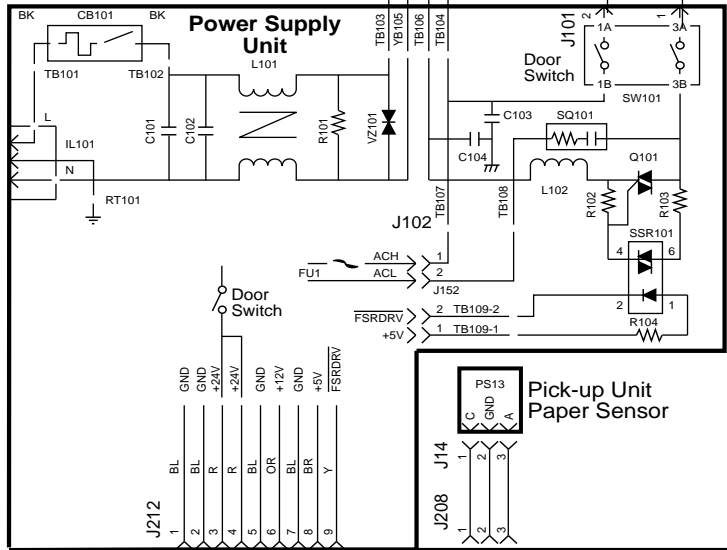 BK
CB101
BK
TB101
TB102
Power Supply
Unit
L101
TB103
YB105
TB106
TB104
J101
2
1
1A
3A
Door
Switch
1B
3B
SW101
L
IL101
N
RT101
C101
C102
R101
VZ101
C103
C104
SQ101
L102
Q101
R102
R103
TB107
TB108
J102
SSR101
4
6
2
1
R104
FU1
ACH
1
ACL
2
J152
FSRDRV
2
TB109-2
+5V
1
TB109-1
Door
Switch
GND
GND
+24V
+24V
GND
+12V
GND
+5V
FSRDRV
BL
BL
R
R
BL
OR
BL
BR
Y
J212
1
2
3
4
5
6
7
8
9
PS13
C
GND
A
Pick-up Unit
Paper Sensor
J14
1
2
3
J208
1
2
3